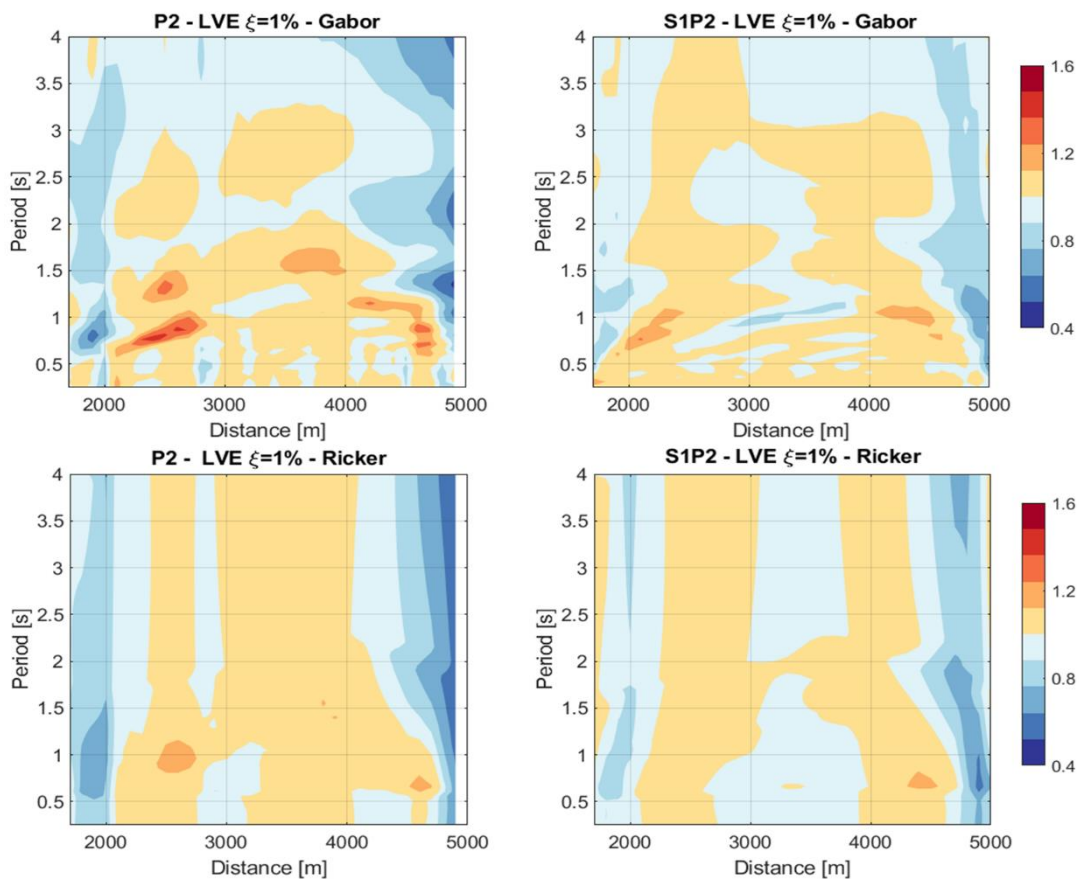 P2 - LVE ξ=1% - Gabor
S1P2 - LVE ξ=1% - Gabor
4
3.5
3
2.5
2
1.5
1
0.5
Period [s]
2000 3000 4000 5000
Distance [m]
4
3.5
3
2.5
2
1.5
1
0.5
Period [s]
2000 3000 4000 5000
Distance [m]
1.6
1.2
0.8
0.4
P2 - LVE ξ=1% - Ricker
S1P2 - LVE ξ=1% - Ricker
4
3.5
3
2.5
2
1.5
1
0.5
Period [s]
2000 3000 4000 5000
Distance [m]
4
3.5
3
2.5
2
1.5
1
0.5
Period [s]
2000 3000 4000 5000
Distance [m]
1.6
1.2
0.8
0.4